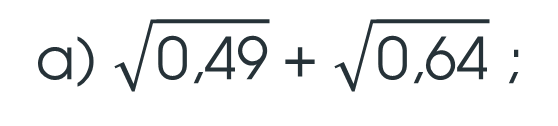 a) √0,49 + √0,64 ;